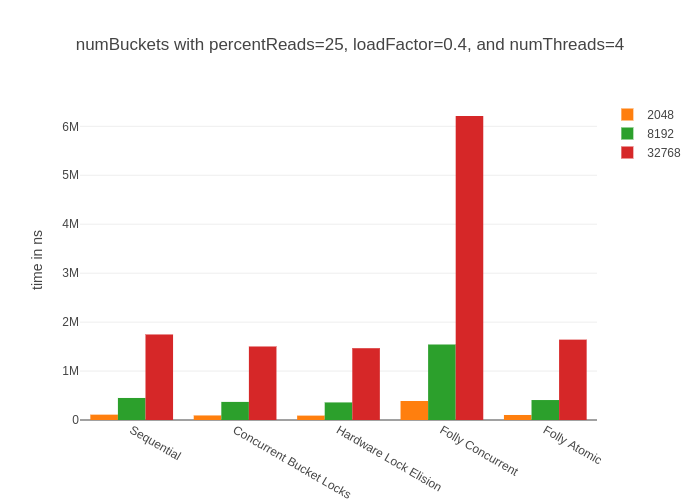 numBuckets with percentReads=25, loadFactor=0.4, and numThreads=4
2048
8192
32768
6M
5M
4M
3M
2M
1M
0
time in ns
Sequential
Concurrent Bucket Locks
Hardware Lock Elision
Folly Concurrent
Folly Atomic